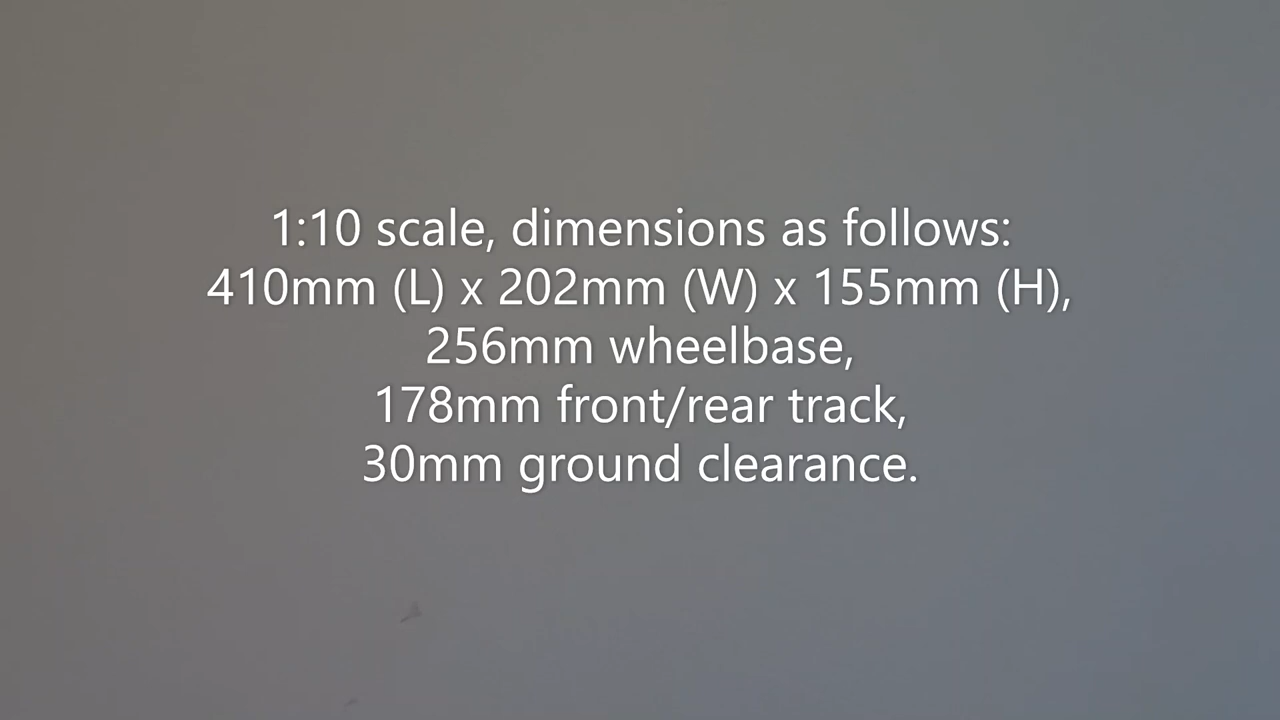 1:10 scale, dimensions as follows:
410mm (L) x 202mm (W) x 155mm (H),
256mm wheelbase,
178mm front/rear track,
30mm ground clearance.